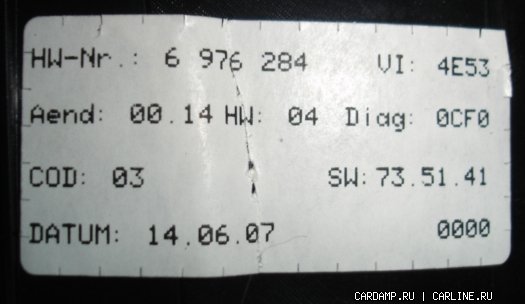 HW-Nr.: 6 976 284 VI: 4E53
Aend: 00.14 HW: 04 Diag: 0CF0
COD: 03 SW: 73.51.41
DATUM: 14.06.07 0000
CARDAMP.RU | CARLINE.RU